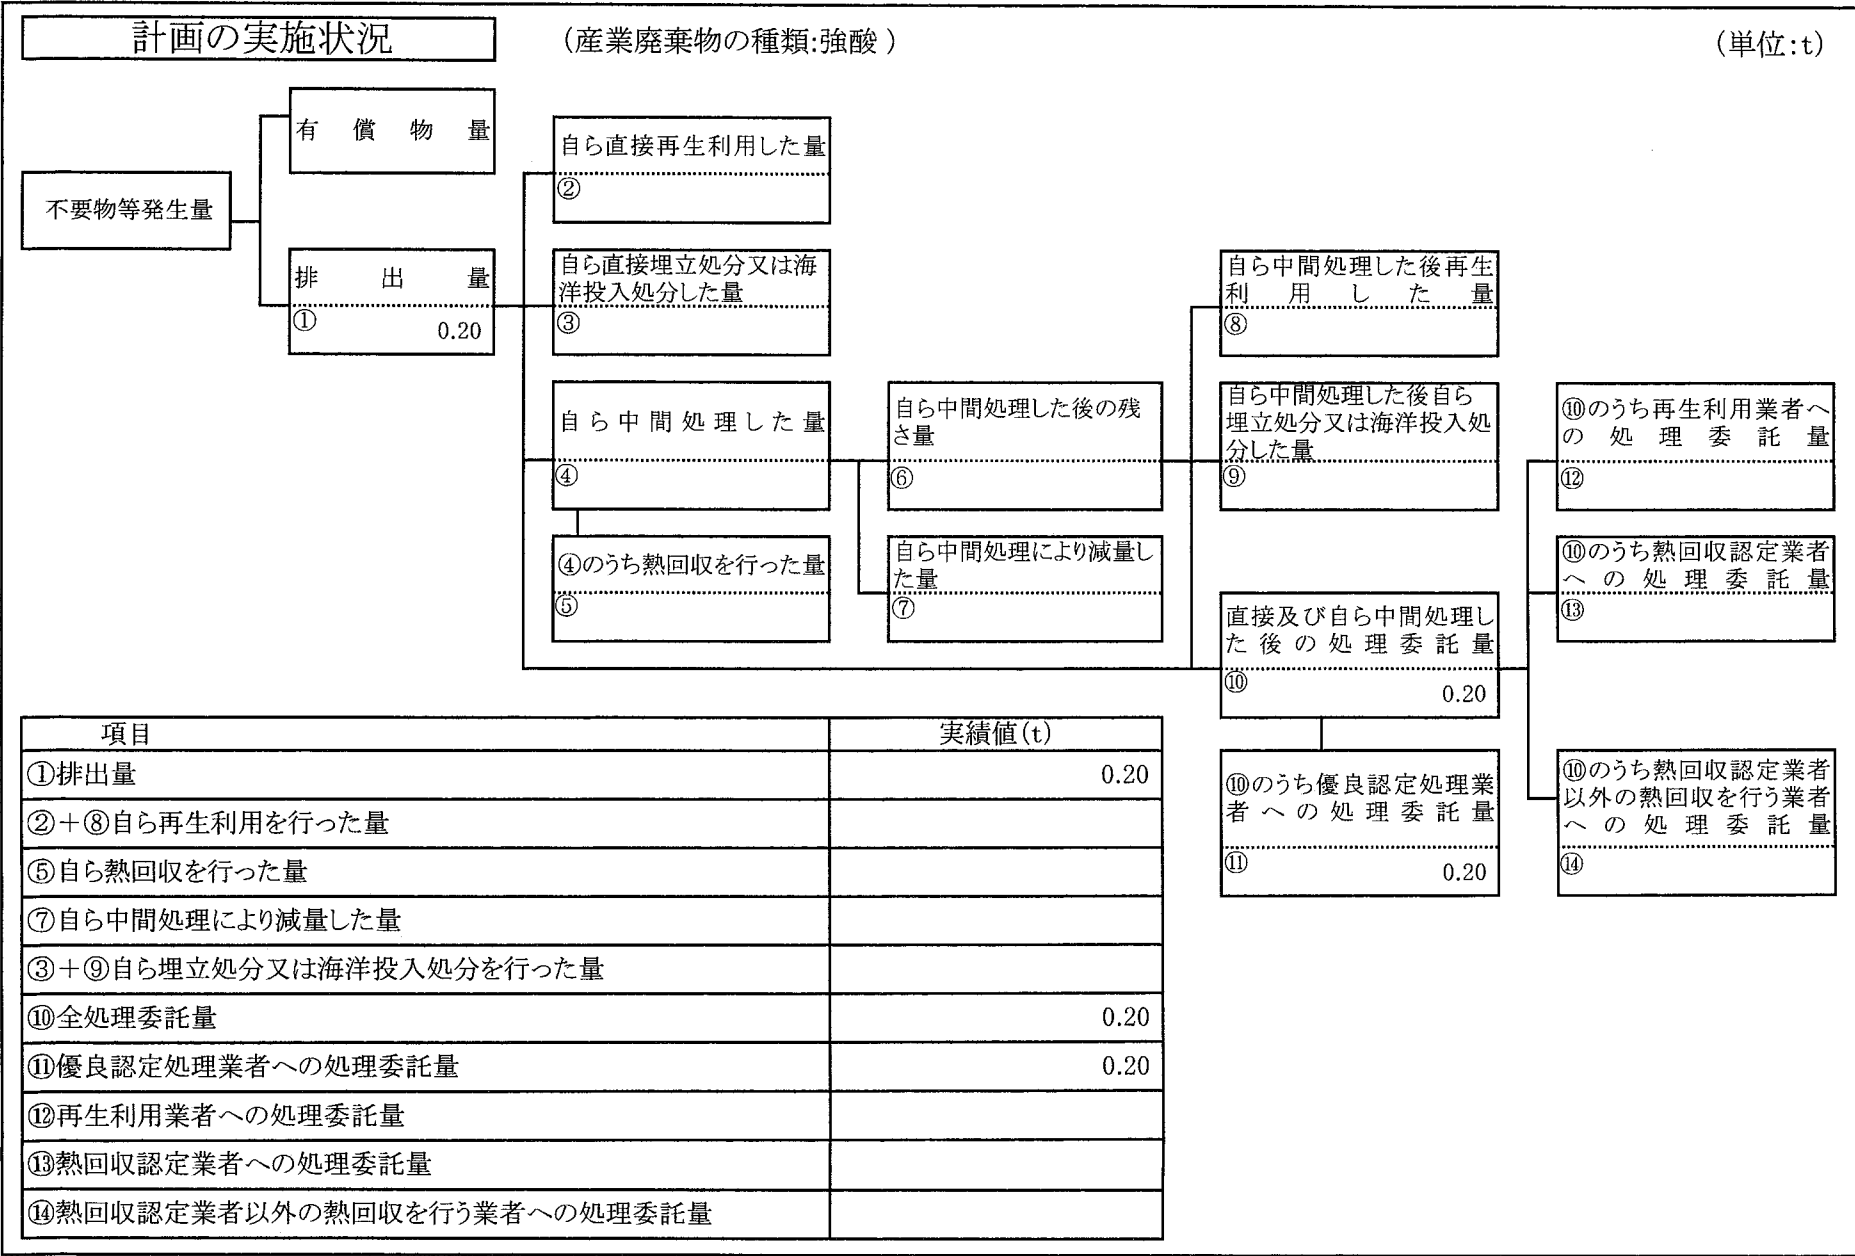 計画の実施状況
（産業廃棄物の種類:強酸 ）
（単位:t）
有償物量
不要物等発生量
排出量
①
0.20
自ら直接再生利用した量
②
自ら直接埋立処分又は海
洋投入処分した量
③
自ら中間処理した量
④
④のうち熱回収を行った量
⑤
自ら中間処理した後の残
さ量
⑥
自ら中間処理により減量し
た量
⑦
自ら中間処理した後再生
利用した量
⑧
自ら中間処理した後自ら
埋立処分又は海洋投入処
分した量
⑨
直接及び自ら中間処理し
た後の処理委託量
⑩
0.20
⑩のうち優良認定処理業
者への処理委託量
⑪
0.20
⑩のうち再生利用業者へ
の処理委託量
⑫
⑩のうち熱回収認定業者
への処理委託量
⑬
⑩のうち熱回収認定業者
以外の熱回収を行う業者
への処理委託量
⑭
項目 実績値(t)
①排出量 0.20
②＋⑧自ら再生利用を行った量
⑤自ら熱回収を行った量
⑦自ら中間処理により減量した量
③＋⑨自ら埋立処分又は海洋投入処分を行った量
⑩全処理委託量 0.20
⑪優良認定処理業者への処理委託量 0.20
⑫再生利用業者への処理委託量
⑬熱回収認定業者への処理委託量
⑭熱回収認定業者以外の熱回収を行う業者への処理委託量